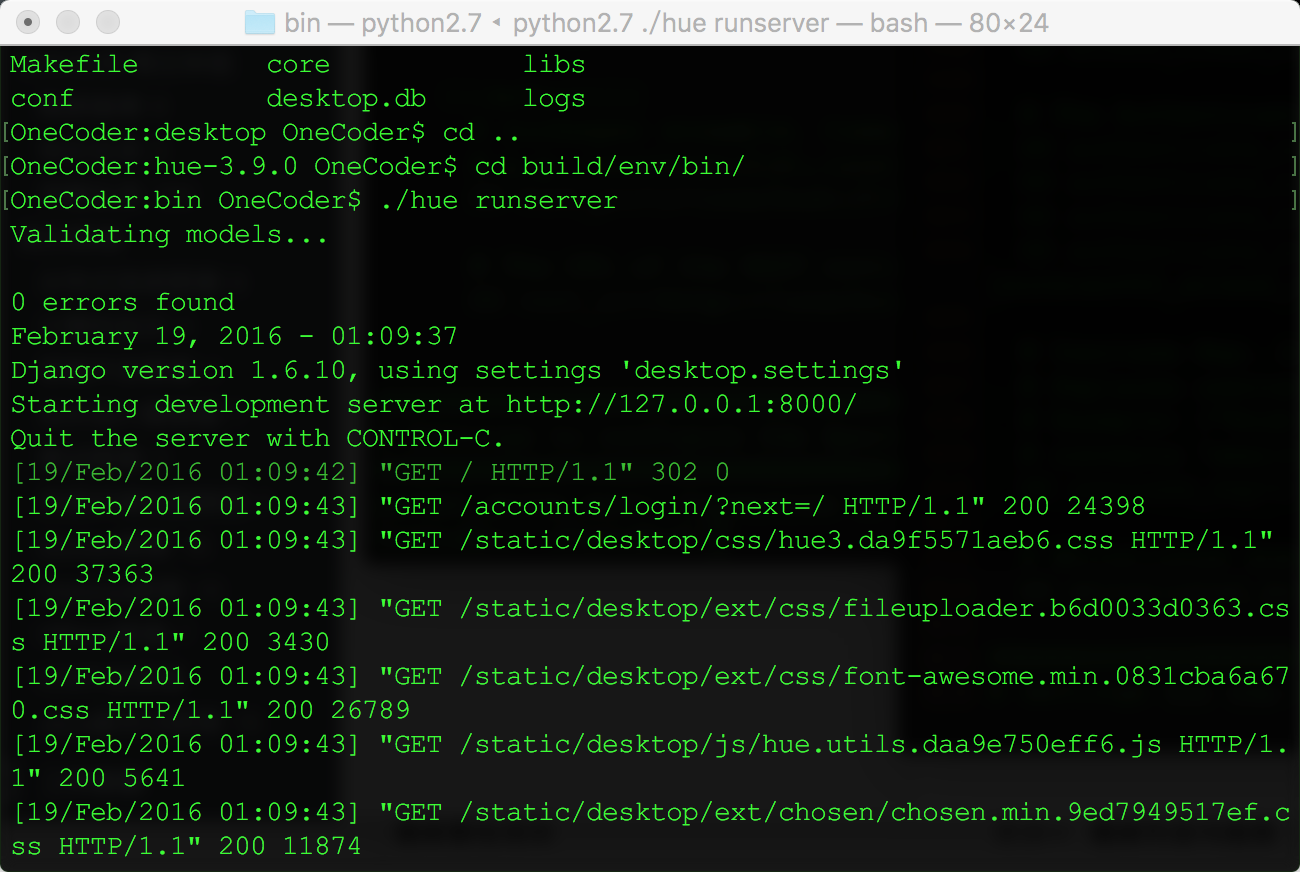 bin — python2.7 ◂ python2.7 ./hue runserver — bash — 80×24
Makefile        core            libs
conf            desktop.db      logs
[OneCoder:desktop OneCoder$ cd .. ]
[OneCoder:hue-3.9.0 OneCoder$ cd build/env/bin/ ]
[OneCoder:bin OneCoder$ ./hue runserver ]
Validating models...
0 errors found
February 19, 2016 - 01:09:37
Django version 1.6.10, using settings 'desktop.settings'
Starting development server at http://127.0.0.1:8000/
Quit the server with CONTROL-C.
[19/Feb/2016 01:09:42] "GET / HTTP/1.1" 302 0
[19/Feb/2016 01:09:43] "GET /accounts/login/?next=/ HTTP/1.1" 200 24398
[19/Feb/2016 01:09:43] "GET /static/desktop/css/hue3.da9f5571aeb6.css HTTP/1.1"
200 37363
[19/Feb/2016 01:09:43] "GET /static/desktop/ext/css/fileuploader.b6d0033d0363.cs
s HTTP/1.1" 200 3430
[19/Feb/2016 01:09:43] "GET /static/desktop/ext/css/font-awesome.min.0831cba6a67
0.css HTTP/1.1" 200 26789
[19/Feb/2016 01:09:43] "GET /static/desktop/js/hue.utils.daa9e750eff6.js HTTP/1.
1" 200 5641
[19/Feb/2016 01:09:43] "GET /static/desktop/ext/chosen/chosen.min.9ed7949517ef.c
ss HTTP/1.1" 200 11874